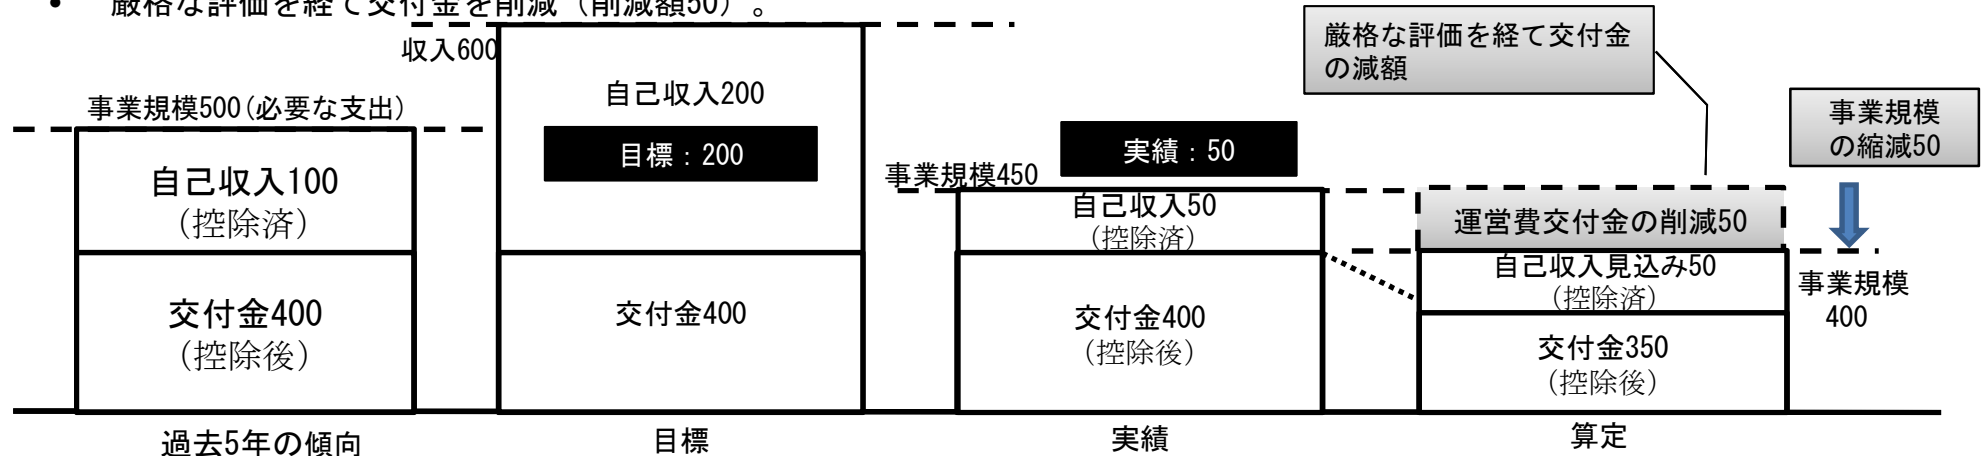 • 厳格な評価を経て交付金を削減（削減額50）。
収入600
事業規模500(必要な支出)
自己収入100
（控除済）
交付金400
（控除後）
過去5年の傾向
自己収入200
目標：200
交付金400
目標
事業規模450
実績：50
自己収入50
（控除済）
交付金400
（控除後）
実績
厳格な評価を経て交付金
の減額
運営費交付金の削減50
自己収入見込み50
（控除済）
交付金350
（控除後）
算定
事業規模
の縮減50
事業規模
400